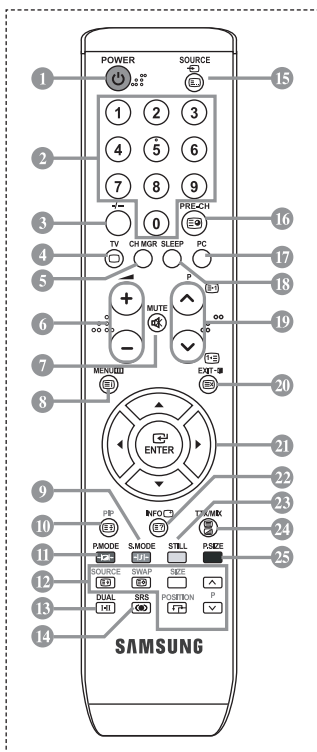 POWER SOURCE
1 15
1 2 3
2
4 5 6
7 8 9
-/-- PRE-CH
3 0 16
TV CH MGR SLEEP PC
4 17
5 P 18
+
6 MUTE 19
7
–
MENU EXIT
8 20
ENTER 21
22
9 23
PIP INFO TTX/MIX
10 24
P.MODE S.MODE STILL P.SIZE
11 25
SOURCE SWAP SIZE
12
DUAL SRS POSITION P
13 I-II
14
SAMSUNG